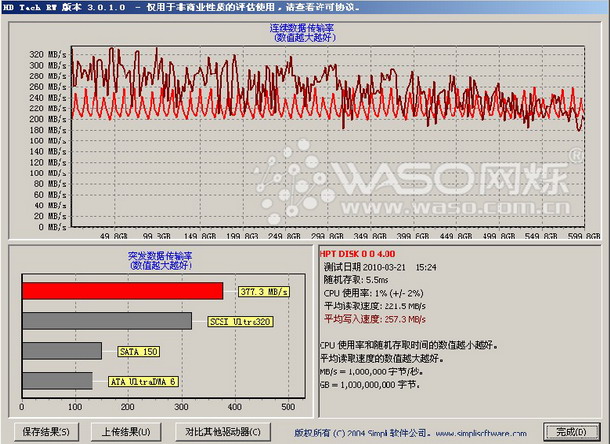 HD Tach RW 版本 3.0.1.0 - 仅用于非商业性质的评估使用，请查看许可协议。
连续数据传输率
(数值越大越好)
320 MB/s
300 MB/s
280 MB/s
260 MB/s
240 MB/s
220 MB/s
200 MB/s
180 MB/s
160 MB/s
140 MB/s
120 MB/s
100 MB/s
80 MB/s
60 MB/s
40 MB/s
20 MB/s
0 MB/s
49.8GB 99.8GB 149.8GB 199.8GB 249.8GB 299.8GB 349.8GB 399.8GB 449.8GB 499.8GB 549.8GB 599.8GB
WASO网烁
www.waso.com.cn
突发数据传输率
(数值越大越好)
377.3 MB/s
SCSI Ultra320
SATA 150
ATA UltraDMA 6
0 100 200 300 400 500
HPT DISK 0 0 4.00
测试日期 2010-03-21 15:24
随机存取: 5.5ms
CPU 使用率: 1% (+/- 2%)
平均读取速度: 221.5 MB/s
平均写入速度: 257.3 MB/s
CPU 使用率和随机存取时间的数值越小越好。
平均读取速度的数值越大越好。
MB/s = 1,000,000 字节/秒。
GB = 1,000,000,000 字节。
保存结果(S)
上传结果(U)
对比其他驱动器(C)
版权所有 (C) 2004 Simpli 软件公司。www.simplisoftware.com
完成(D)